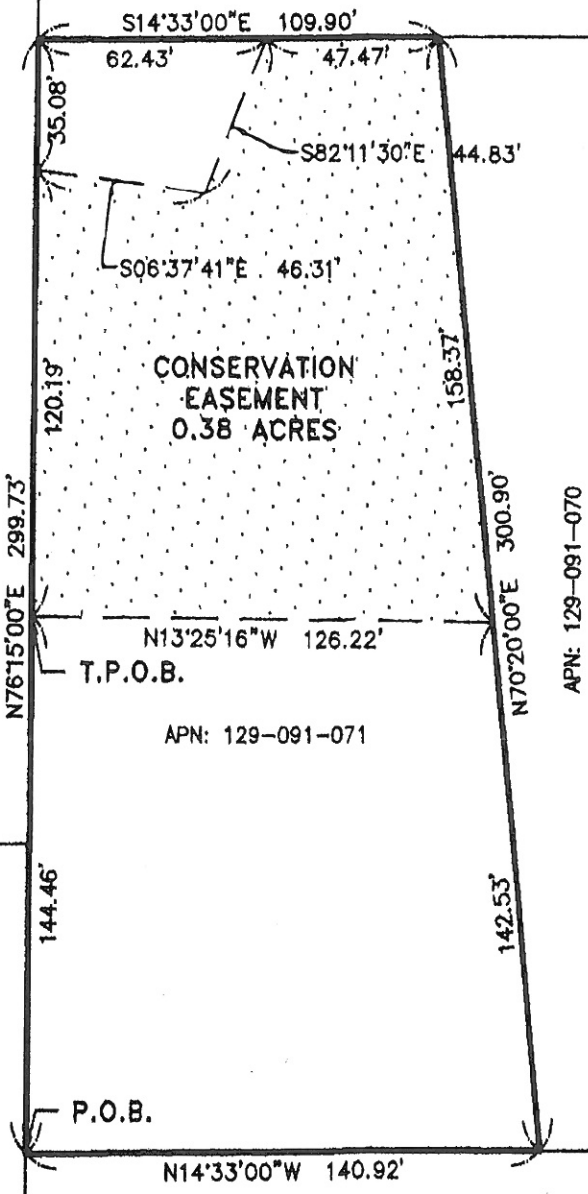 S14°33'00"E 109.90'
62.43'
47.47'
35.08'
S82°11'30"E 44.83'
S06°37'41"E 46.31'
CONSERVATION
EASEMENT
0.38 ACRES
120.19'
158.37'
N76°15'00"E 299.73'
N70°20'00"E 300.90'
APN: 129-091-070
N13°25'16"W 126.22'
T.P.O.B.
APN: 129-091-071
144.46'
142.53'
P.O.B.
N14°33'00"W 140.92'